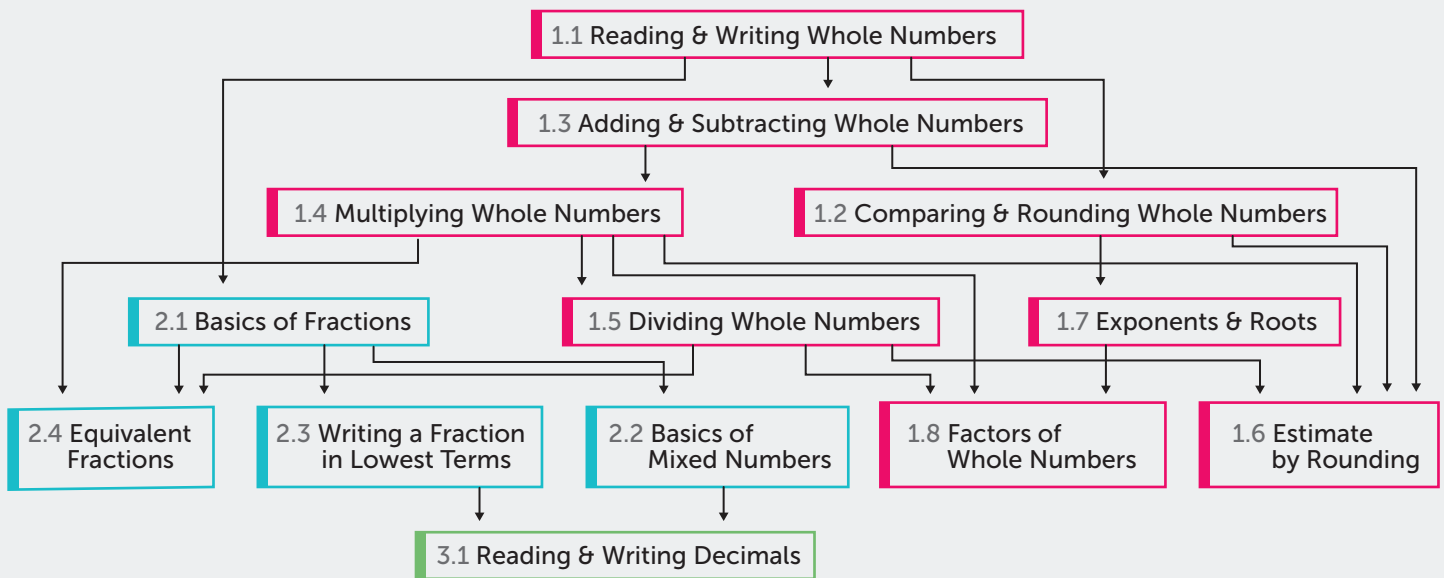 1.1 Reading & Writing Whole Numbers
1.3 Adding & Subtracting Whole Numbers
1.4 Multiplying Whole Numbers
1.2 Comparing & Rounding Whole Numbers
2.1 Basics of Fractions
1.5 Dividing Whole Numbers
1.7 Exponents & Roots
2.4 Equivalent
Fractions
2.3 Writing a Fraction
in Lowest Terms
2.2 Basics of
Mixed Numbers
1.8 Factors of
Whole Numbers
1.6 Estimate
by Rounding
3.1 Reading & Writing Decimals